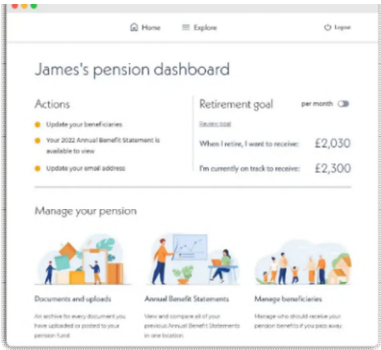 Home
Explore
Logout
James's pension dashboard
Actions
Update your beneficiaries
Your 2022 Annual Benefit Statement is
available to view
Update your email address
Retirement goal
per month
Review goal
When I retire, I want to receive: £2,030
I'm currently on track to receive: £2,300
Manage your pension
Documents and uploads
An archive for every document you
have uploaded or posted to your
pension fund
Annual Benefit Statements
View and compare all of your
previous Annual Benefit Statements
in one location
Manage beneficiaries
Manage who should receive your
pension benefits if you pass away